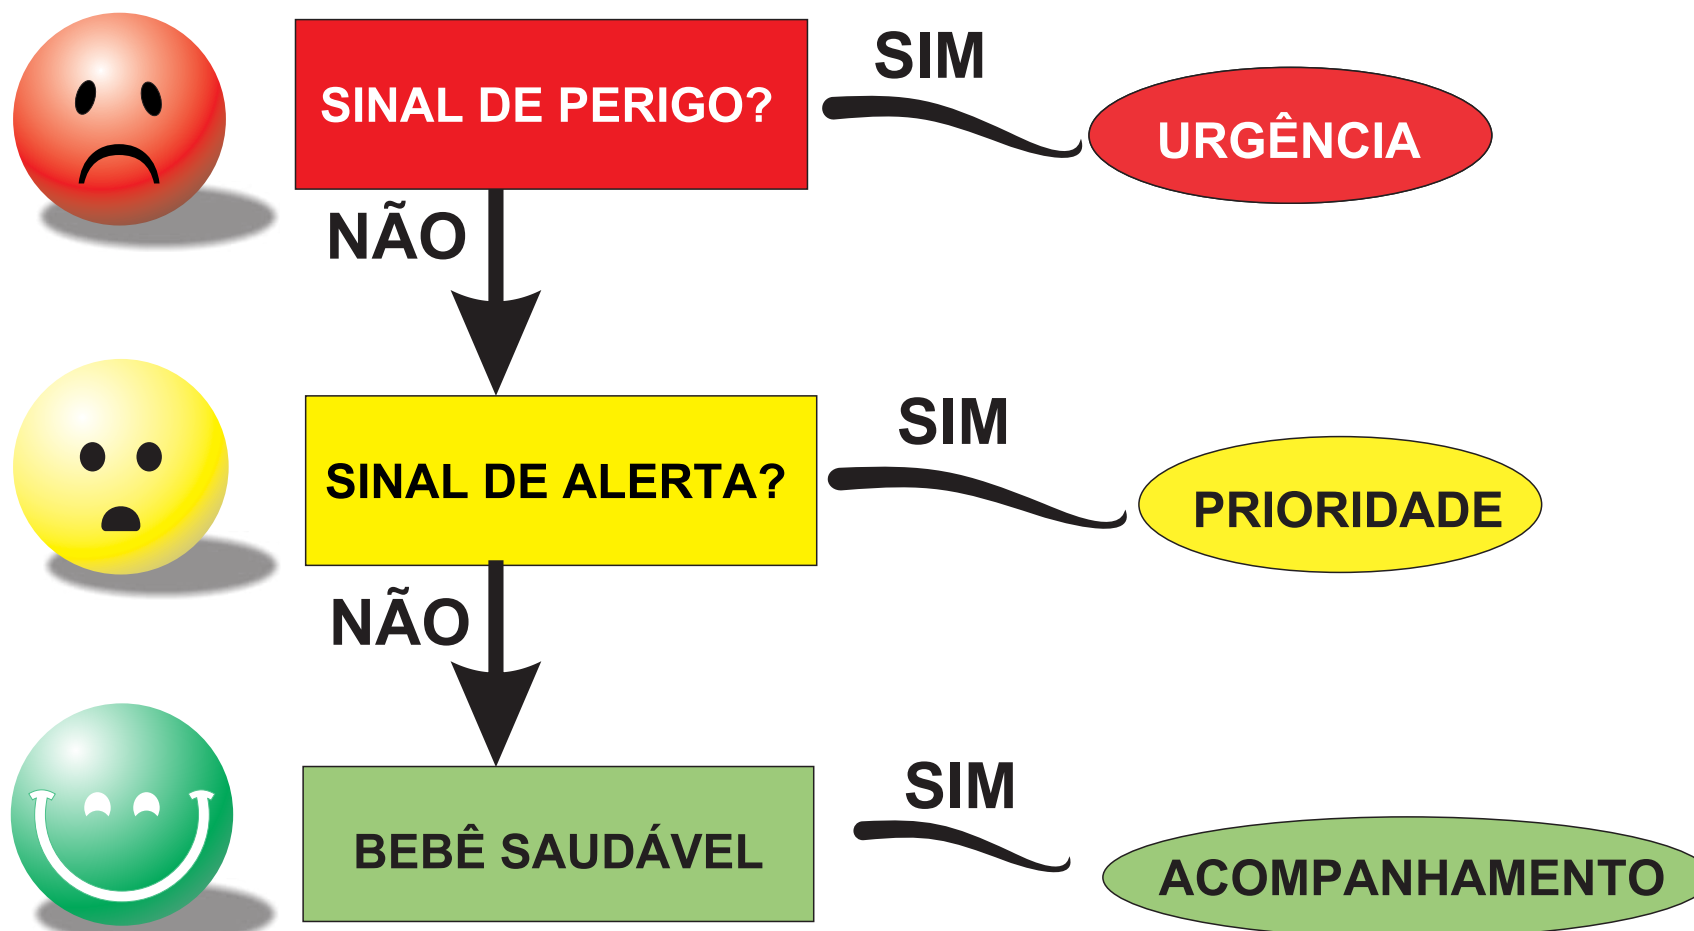 SINAL DE PERIGO?
SIM
URGÊNCIA
NÃO
SINAL DE ALERTA?
SIM
PRIORIDADE
NÃO
BEBÊ SAUDÁVEL
SIM
ACOMPANHAMENTO